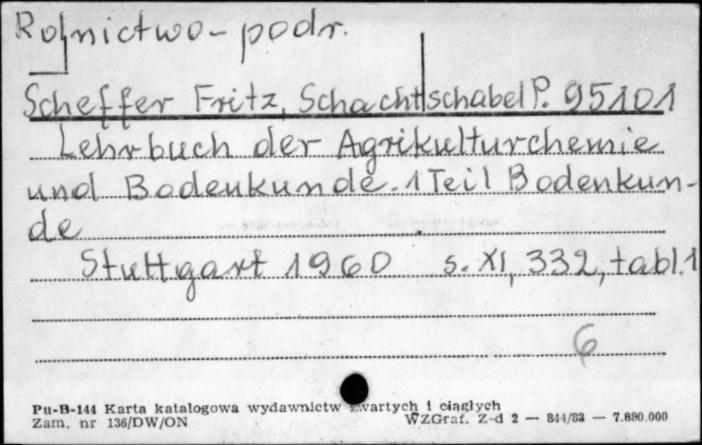 Rolnictwo - podr.
Scheffer Fritz, Schachtschabel P. 95101
Lehrbuch der Agrikulturchemie
und Bodenkunde. 1 Teil Bodenkun-
de
Stuttgart 1960 s. XI, 332, tabl. 1
6
Pu-B-144 Karta katalogowa wydawnictw zwartych i ciągłych
Zam. nr 136/DW/ON WZGraf. Z-d 2 — 844/83 — 7.890.000